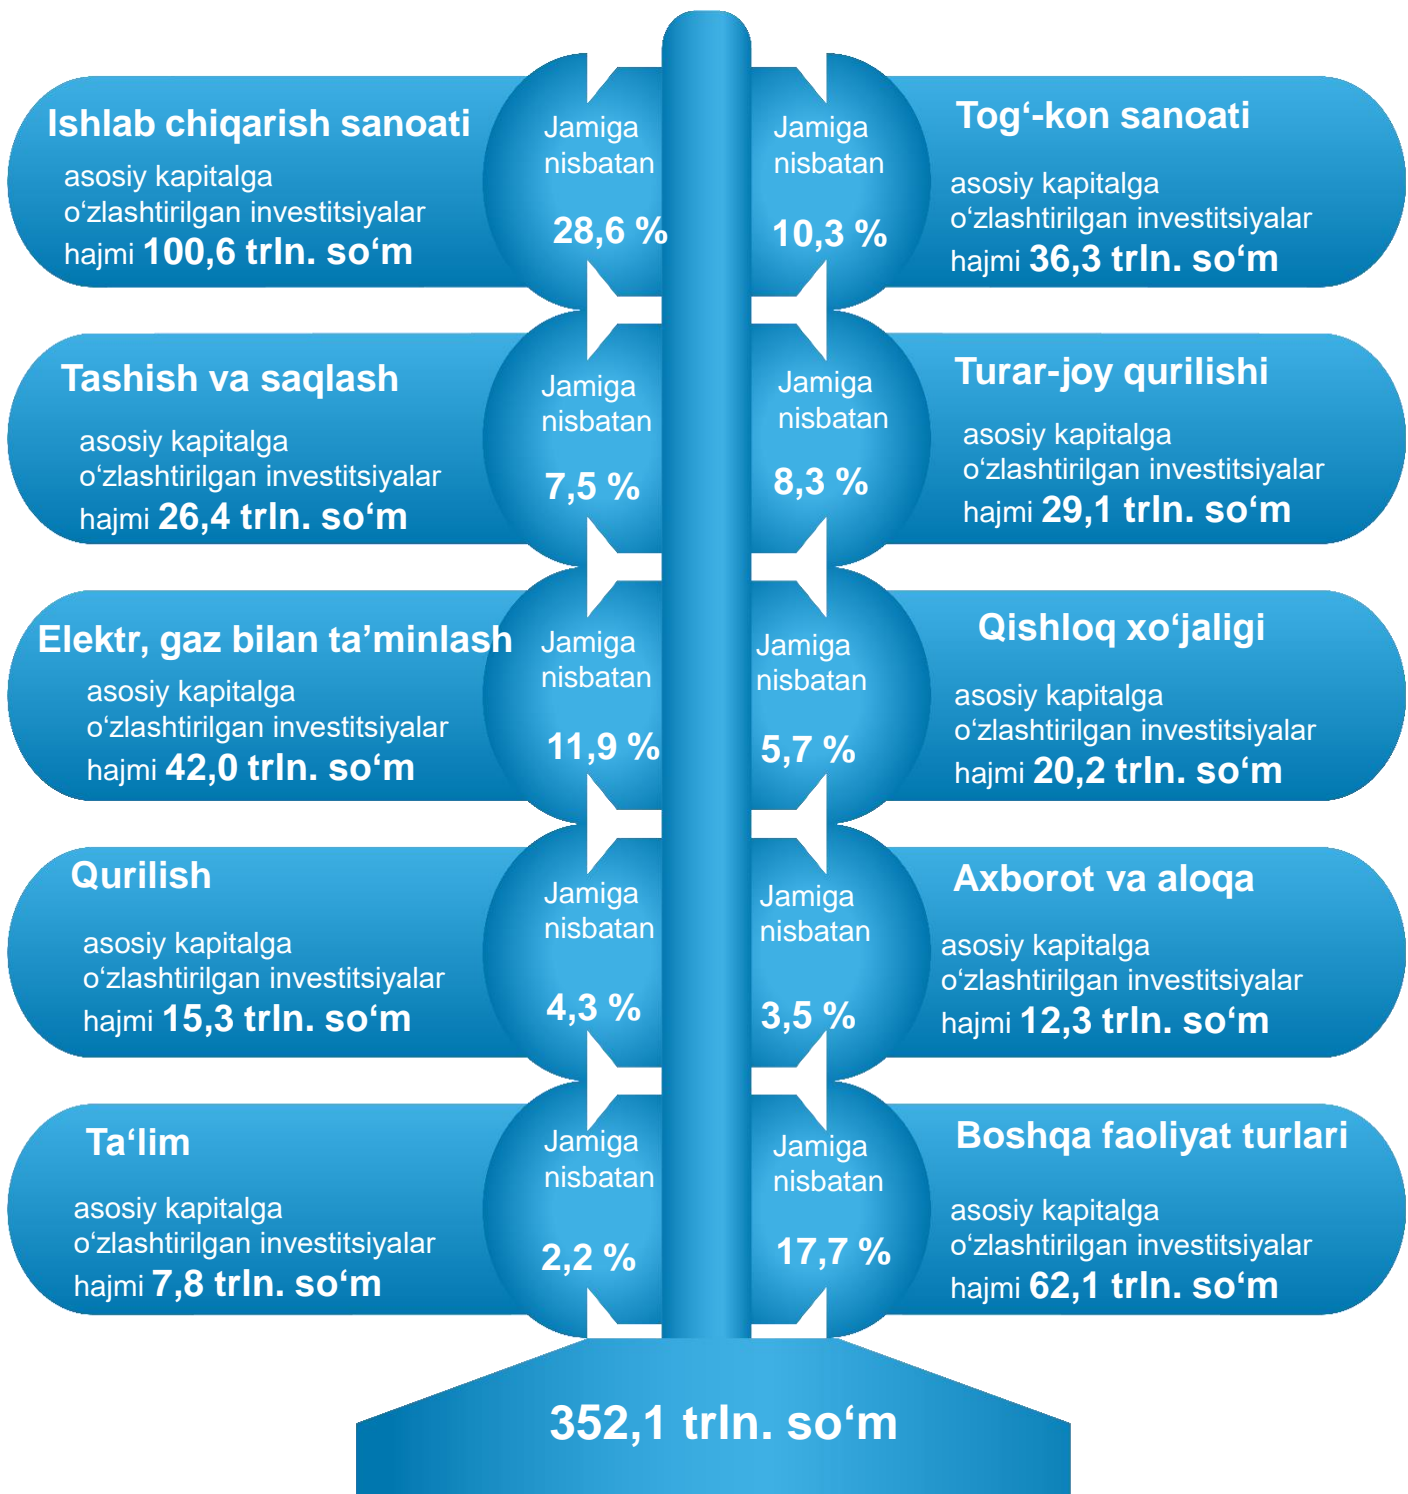 Ishlab chiqarish sanoati
asosiy kapitalga
o‘zlashtirilgan investitsiyalar
hajmi 100,6 trln. so‘m
Jamiga
nisbatan
28,6 %
Jamiga
nisbatan
10,3 %
Tog‘-kon sanoati
asosiy kapitalga
o‘zlashtirilgan investitsiyalar
hajmi 36,3 trln. so‘m
Tashish va saqlash
asosiy kapitalga
o‘zlashtirilgan investitsiyalar
hajmi 26,4 trln. so‘m
Jamiga
nisbatan
7,5 %
Jamiga
nisbatan
8,3 %
Turar-joy qurilishi
asosiy kapitalga
o‘zlashtirilgan investitsiyalar
hajmi 29,1 trln. so‘m
Elektr, gaz bilan ta’minlash
asosiy kapitalga
o‘zlashtirilgan investitsiyalar
hajmi 42,0 trln. so‘m
Jamiga
nisbatan
11,9 %
Jamiga
nisbatan
5,7 %
Qishloq xo‘jaligi
asosiy kapitalga
o‘zlashtirilgan investitsiyalar
hajmi 20,2 trln. so‘m
Qurilish
asosiy kapitalga
o‘zlashtirilgan investitsiyalar
hajmi 15,3 trln. so‘m
Jamiga
nisbatan
4,3 %
Jamiga
nisbatan
3,5 %
Axborot va aloqa
asosiy kapitalga
o‘zlashtirilgan investitsiyalar
hajmi 12,3 trln. so‘m
Ta‘lim
asosiy kapitalga
o‘zlashtirilgan investitsiyalar
hajmi 7,8 trln. so‘m
Jamiga
nisbatan
2,2 %
Jamiga
nisbatan
17,7 %
Boshqa faoliyat turlari
asosiy kapitalga
o‘zlashtirilgan investitsiyalar
hajmi 62,1 trln. so‘m
352,1 trln. so‘m